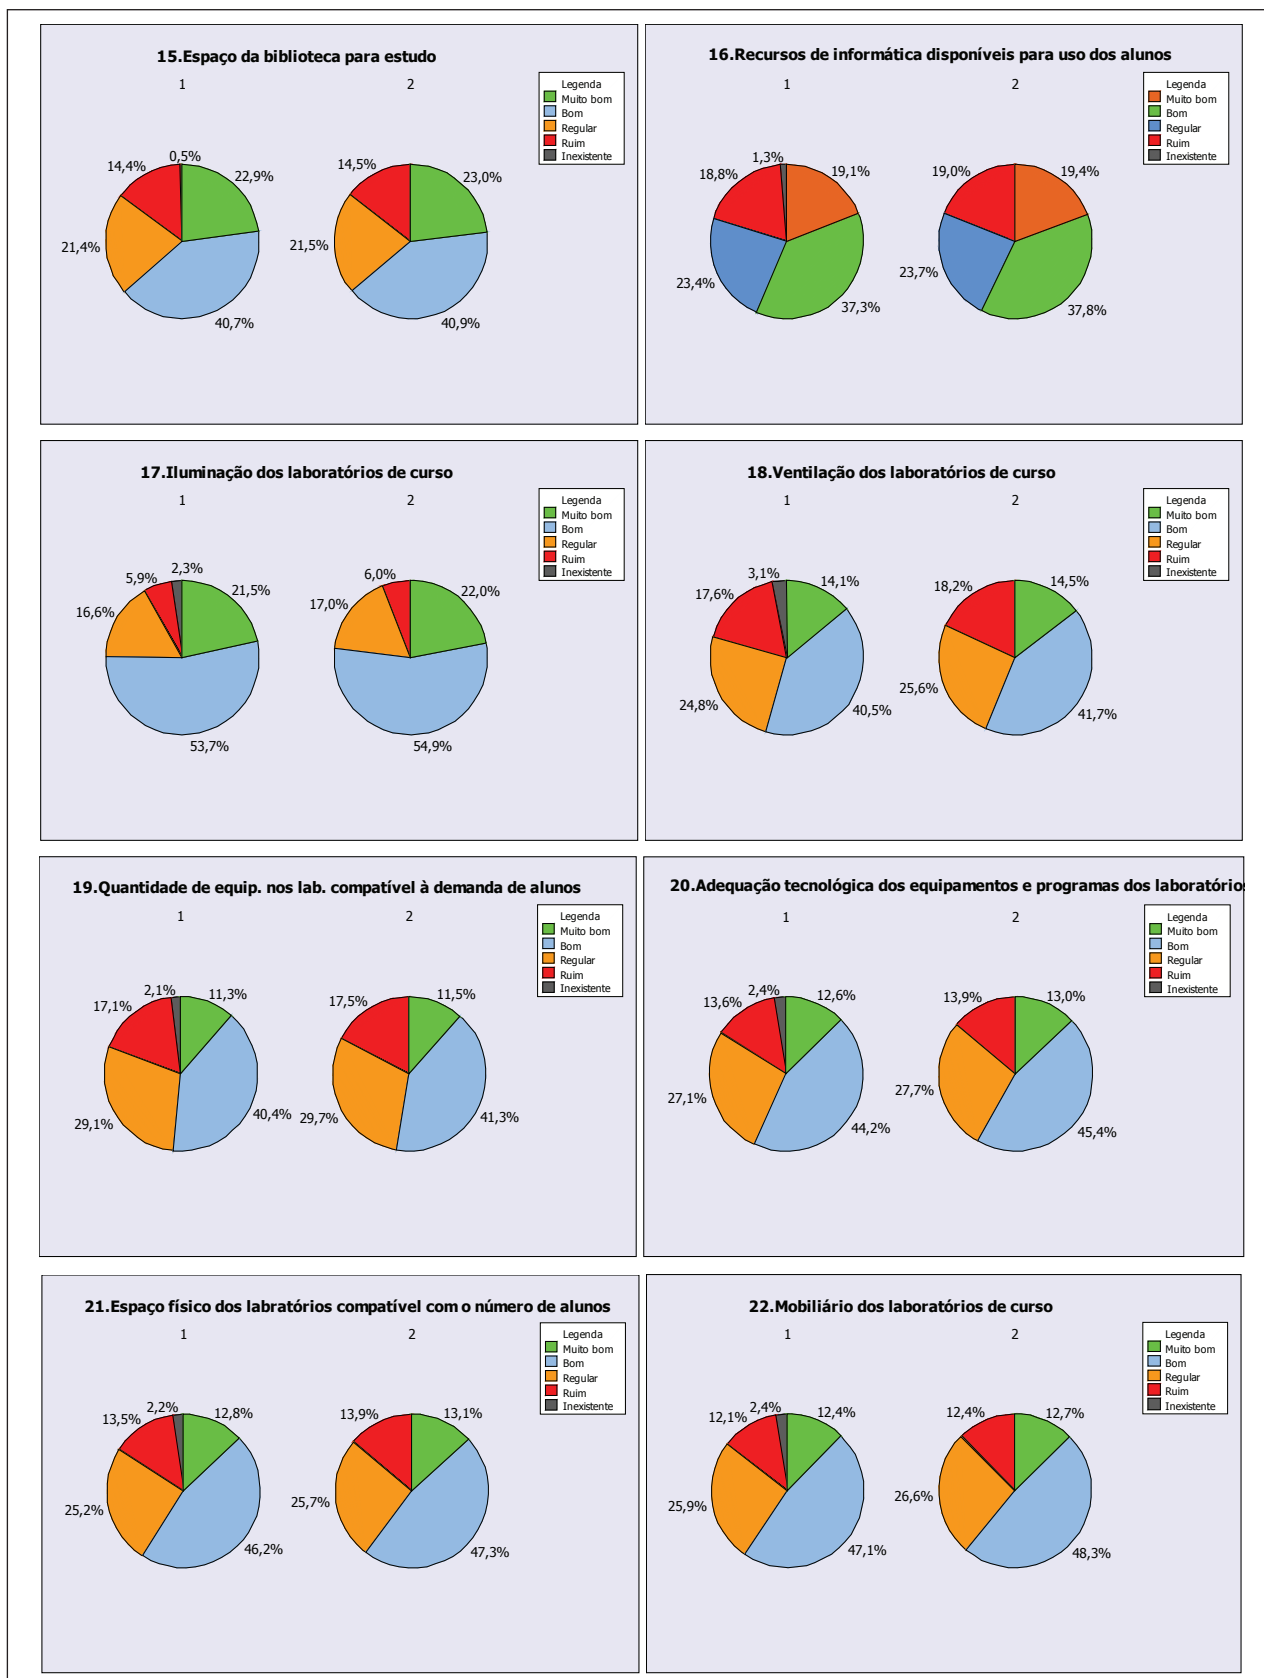 15.Espaço da biblioteca para estudo
1
2
Legenda
Muito bom
Bom
Regular
Ruim
Inexistente
0,5%
14,4%
22,9%
21,4%
40,7%
14,5%
23,0%
21,5%
40,9%
16.Recursos de informática disponíveis para uso dos alunos
1
2
Legenda
Muito bom
Bom
Regular
Ruim
Inexistente
1,3%
18,8%
19,1%
23,4%
37,3%
19,0%
19,4%
23,7%
37,8%
17.Iluminação dos laboratórios de curso
1
2
Legenda
Muito bom
Bom
Regular
Ruim
Inexistente
2,3%
5,9%
21,5%
16,6%
53,7%
6,0%
22,0%
17,0%
54,9%
18.Ventilação dos laboratórios de curso
1
2
Legenda
Muito bom
Bom
Regular
Ruim
Inexistente
3,1%
14,1%
17,6%
24,8%
40,5%
18,2%
14,5%
25,6%
41,7%
19.Quantidade de equip. nos lab. compatível à demanda de alunos
1
2
Legenda
Muito bom
Bom
Regular
Ruim
Inexistente
2,1%
11,3%
17,1%
29,1%
40,4%
17,5%
11,5%
29,7%
41,3%
20.Adequação tecnológica dos equipamentos e programas dos laboratórios
1
2
Legenda
Muito bom
Bom
Regular
Ruim
Inexistente
2,4%
12,6%
13,6%
27,1%
44,2%
13,9%
13,0%
27,7%
45,4%
21.Espaço físico dos labratórios compatível com o número de alunos
1
2
Legenda
Muito bom
Bom
Regular
Ruim
Inexistente
2,2%
12,8%
13,5%
25,2%
46,2%
13,9%
13,1%
25,7%
47,3%
22.Mobiliário dos laboratórios de curso
1
2
Legenda
Muito bom
Bom
Regular
Ruim
Inexistente
2,4%
12,4%
12,1%
25,9%
47,1%
12,4%
12,7%
26,6%
48,3%